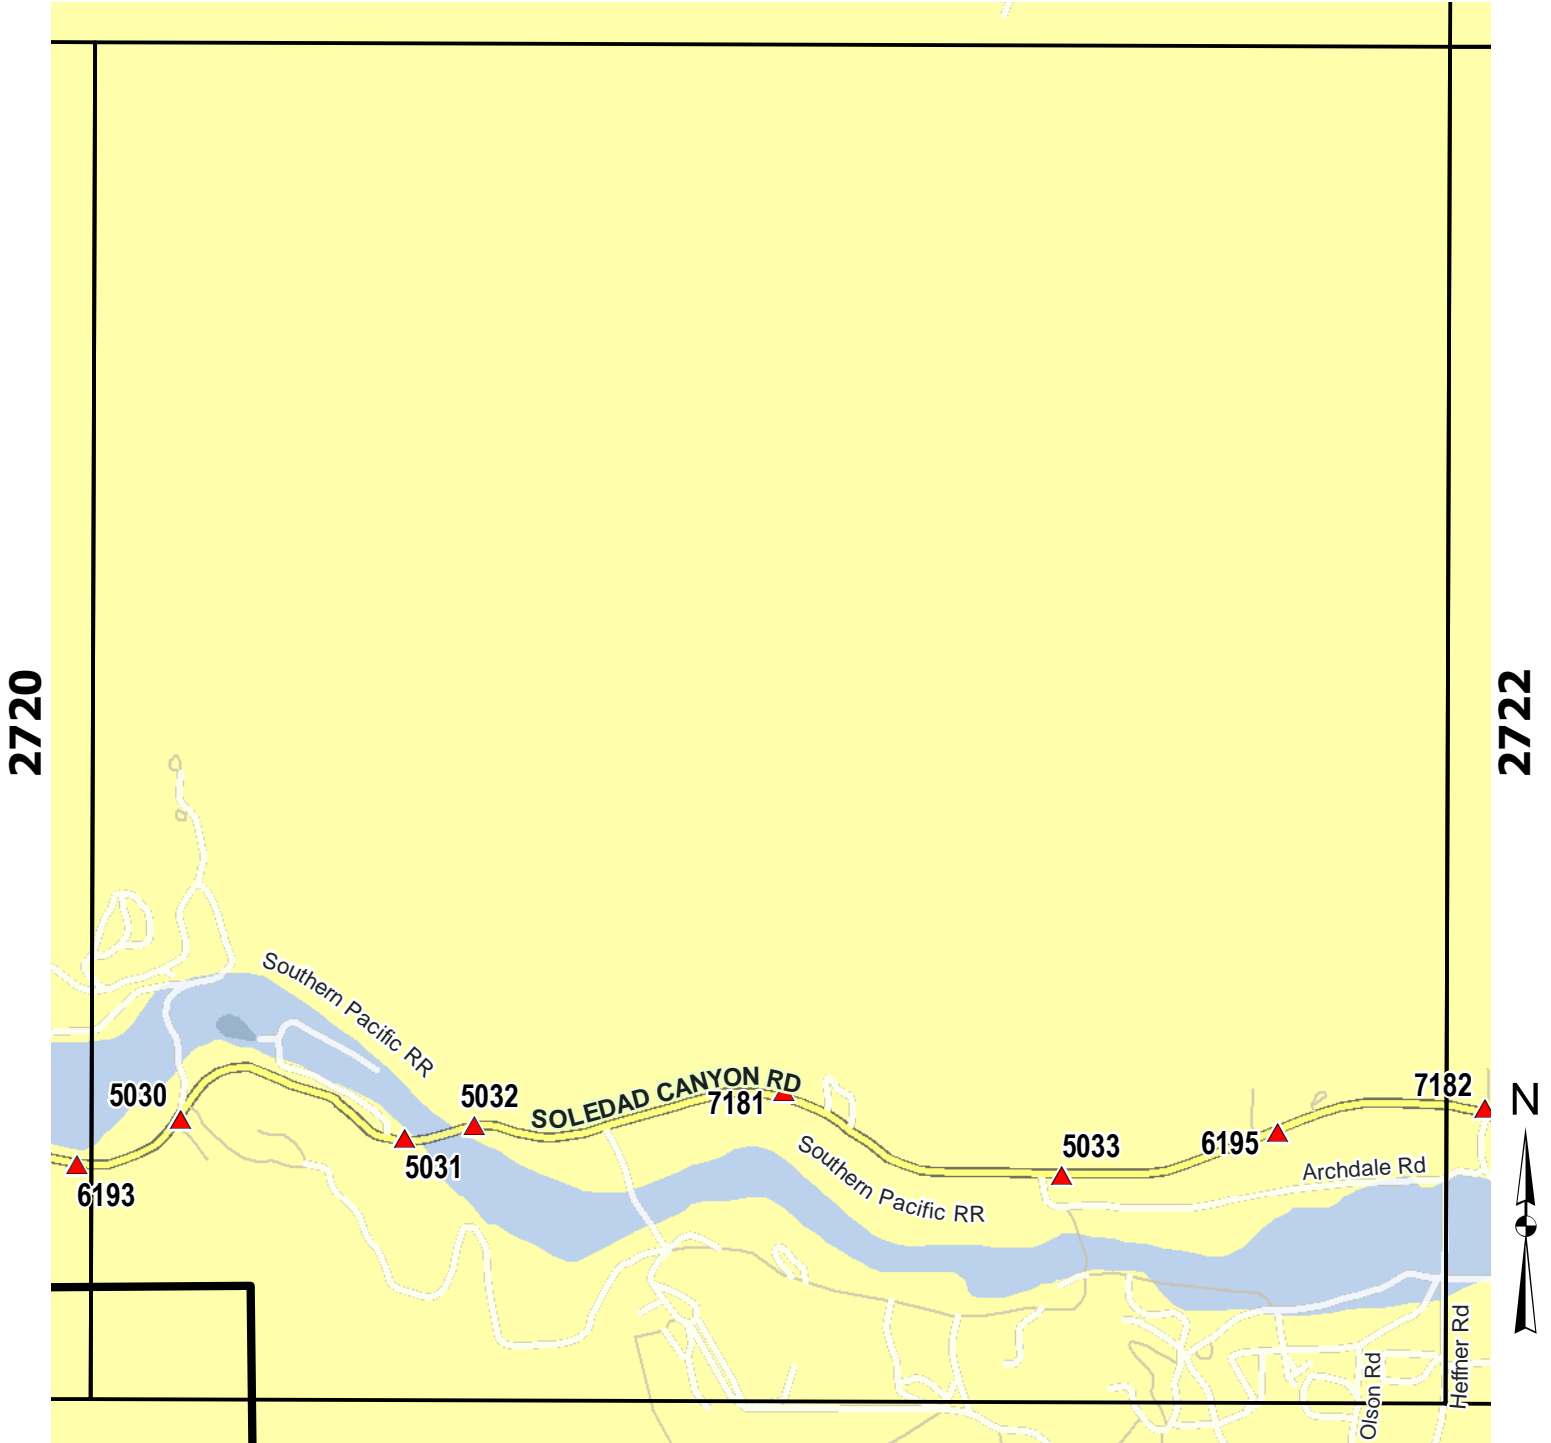 2720
2722
Southern Pacific RR
5030
5032
SOLEDAD CANYON RD
7181
7182
N
5031
5033
6195
Southern Pacific RR
Archdale Rd
6193
Olson Rd
Heffner Rd